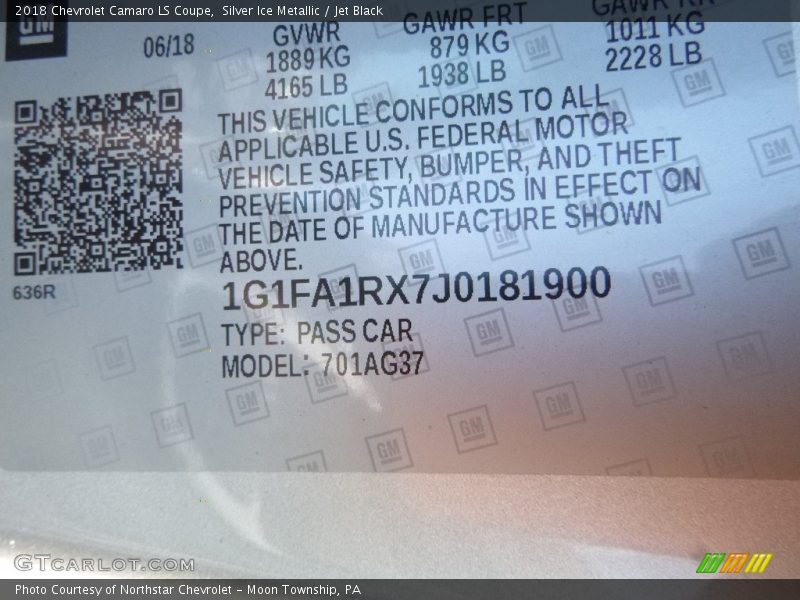 2018 Chevrolet Camaro LS Coupe, Silver Ice Metallic / Jet Black
GM
06/18
GVWR
1889 KG
4165 LB
GAWR FRT
879 KG
1938 LB
GAWR RR
1011 KG
2228 LB
THIS VEHICLE CONFORMS TO ALL
APPLICABLE U.S. FEDERAL MOTOR
VEHICLE SAFETY, BUMPER, AND THEFT
PREVENTION STANDARDS IN EFFECT ON
THE DATE OF MANUFACTURE SHOWN
ABOVE.
636R
1G1FA1RX7J0181900
TYPE: PASS CAR
MODEL: 701AG37
GTCARLOT.COM
Photo Courtesy of Northstar Chevrolet - Moon Township, PA